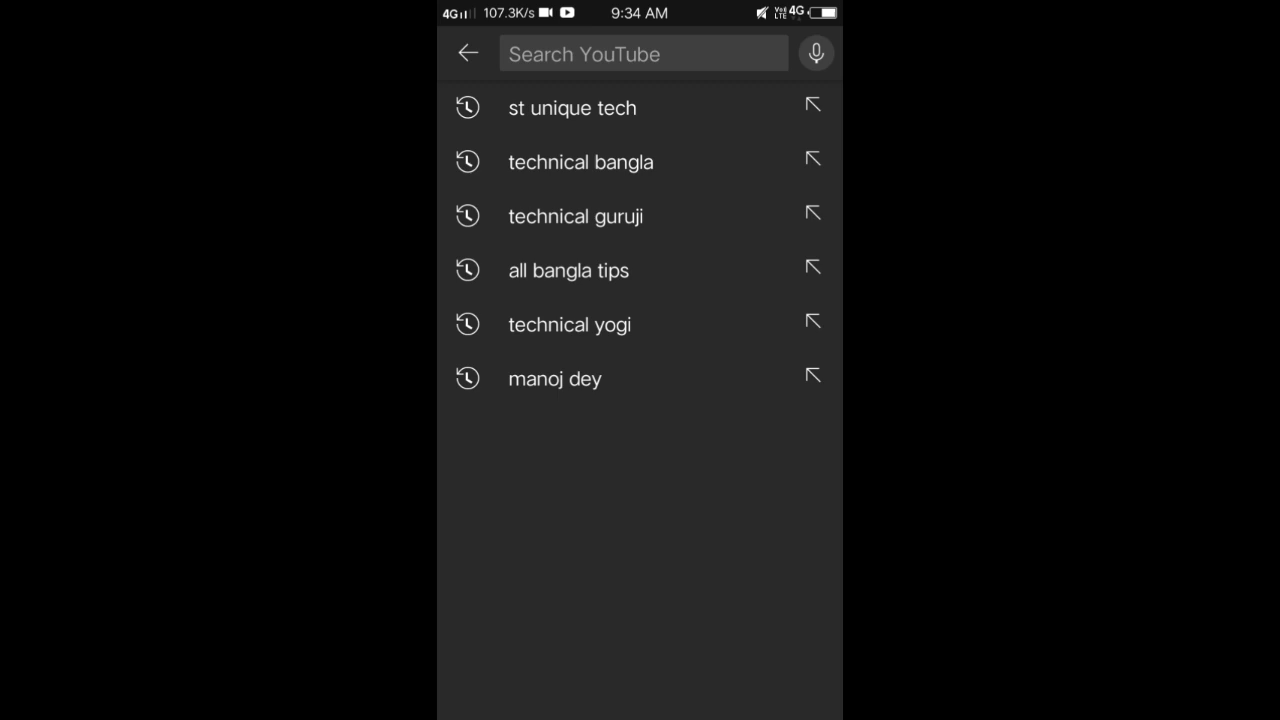 4G 107.3K/s 9:34 AM VoLTE 4G
Search YouTube
st unique tech
technical bangla
technical guruji
all bangla tips
technical yogi
manoj dey